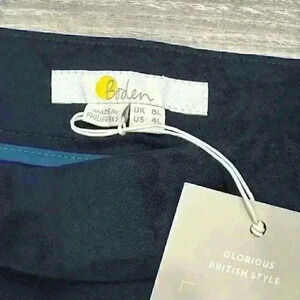 Boden
MADE IN
PHILIPPINES
UK 8L
US 4L
GLORIOUS
BRITISH STYLE